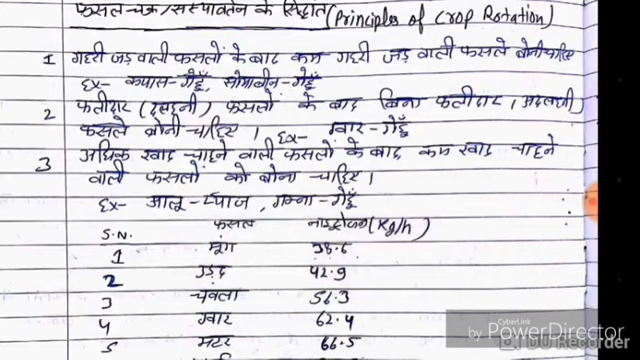 फसल-चक्र/सस्यावर्तन के सिद्धांत (Principles of Crop Rotation)
1 गहरी जड़ वाली फसलों के बाद कम गहरी जड़ वाली फसले बोनी चाहिए
Ex- कपास-गेहूँ, सोयाबीन-गेहूँ
2 फलीदार (दलहनी) फसलों के बाद बिना फलीदार/अदलहनी
फसले बोनी चाहिए। Ex- ग्वार-गेहूँ
3 अधिक खाद चाहने वाली फसलों के बाद कम खाद चाहने
वाली फसलों को बोना चाहिए।
Ex- आलू-प्याज, गन्ना-गेहूँ
S.N. फसल नाइट्रोजन (Kg/h)
1 मूंग 38.6
2 उड़द 42.9
3 चंवला 56.3
4 ग्वार 62.4
5 मटर 66.5
CyberLink
by PowerDirector
DU Recorder